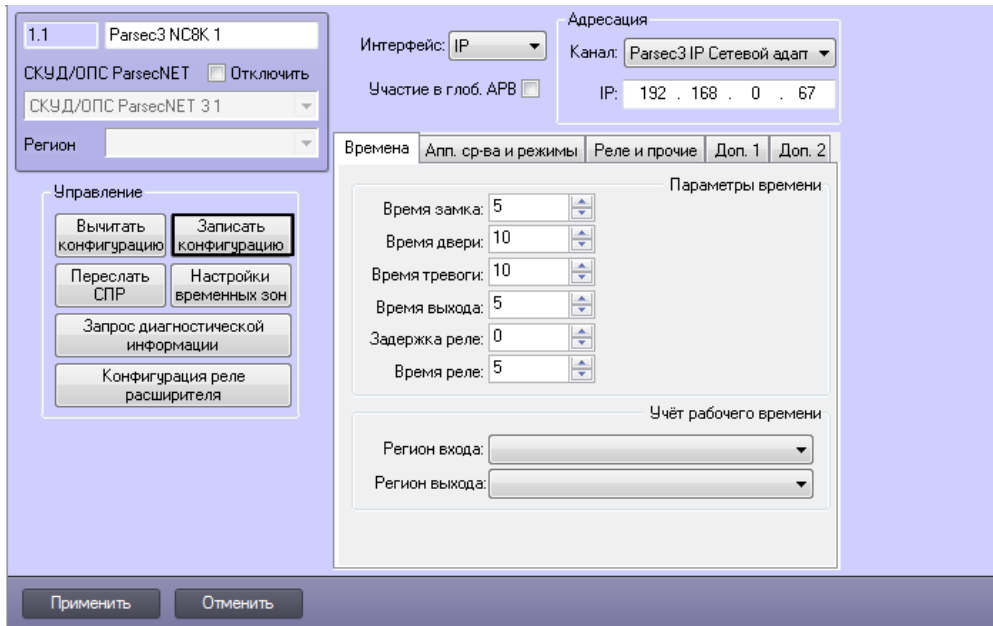 1.1 Parsec3 NC8K 1
СКУД/ОПС ParsecNET Отключить
СКУД/ОПС ParsecNET 3 1
Регион
Интерфейс: IP
Участие в глоб. АРВ
Адресация
Канал: Parsec3 IP Сетевой адапт
IP: 192 . 168 . 0 . 67
Управление
Вычитать
конфигурацию
Записать
конфигурацию
Переслать
СПР
Настройки
временных зон
Запрос диагностической
информации
Конфигурация реле
расширителя
Времена Апп. ср-ва и режимы Реле и прочие Доп. 1 Доп. 2
Параметры времени
Время замка: 5
Время двери: 10
Время тревоги: 10
Время выхода: 5
Задержка реле: 0
Время реле: 5
Учёт рабочего времени
Регион входа:
Регион выхода:
Применить Отменить